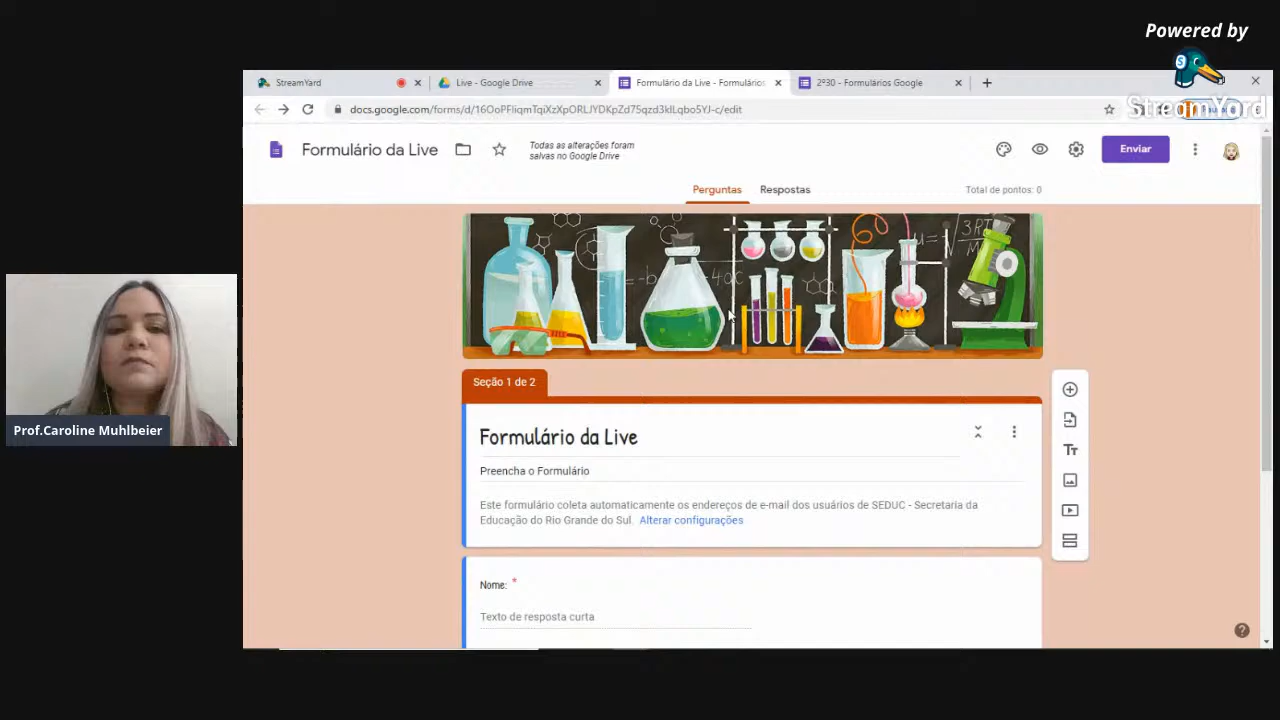 Powered by
StreamYard
StreamYard
Live - Google Drive
Formulário da Live - Formulários
2º30 - Formulários Google
docs.google.com/forms/d/16OoPFiiqmTqiXzXpORLJYDKpZd75qzd3kILqbo5YJ-c/edit
Formulário da Live
Todas as alterações foram
salvas no Google Drive
Enviar
Perguntas
Respostas
Total de pontos: 0
Seção 1 de 2
Formulário da Live
Preencha o Formulário
Este formulário coleta automaticamente os endereços de e-mail dos usuários de SEDUC - Secretaria da
Educação do Rio Grande do Sul. Alterar configurações
Nome: *
Texto de resposta curta
Prof.Caroline Muhlbeier